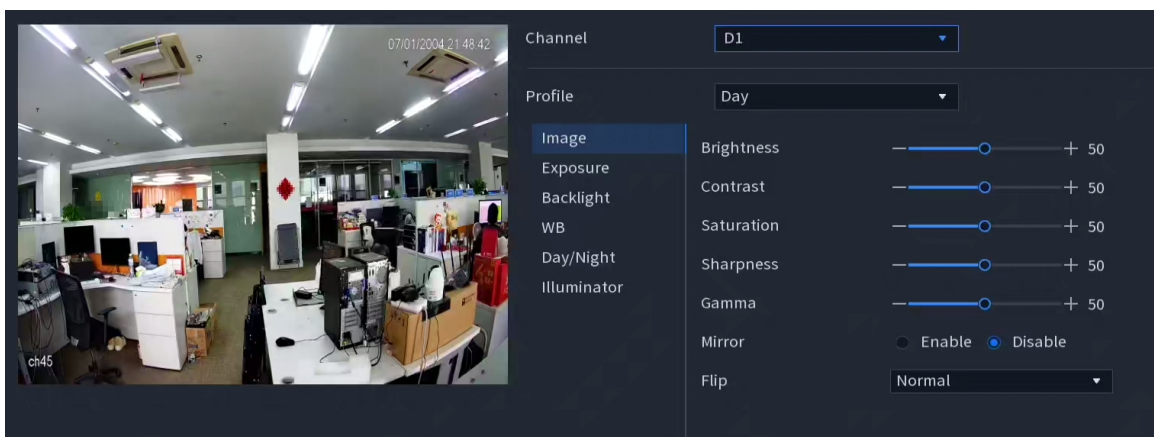 07/01/2004 21:48:42
ch45
Channel D1
Profile Day
Image
Exposure
Backlight
WB
Day/Night
Illuminator
Brightness 50
Contrast 50
Saturation 50
Sharpness 50
Gamma 50
Mirror Enable Disable
Flip Normal